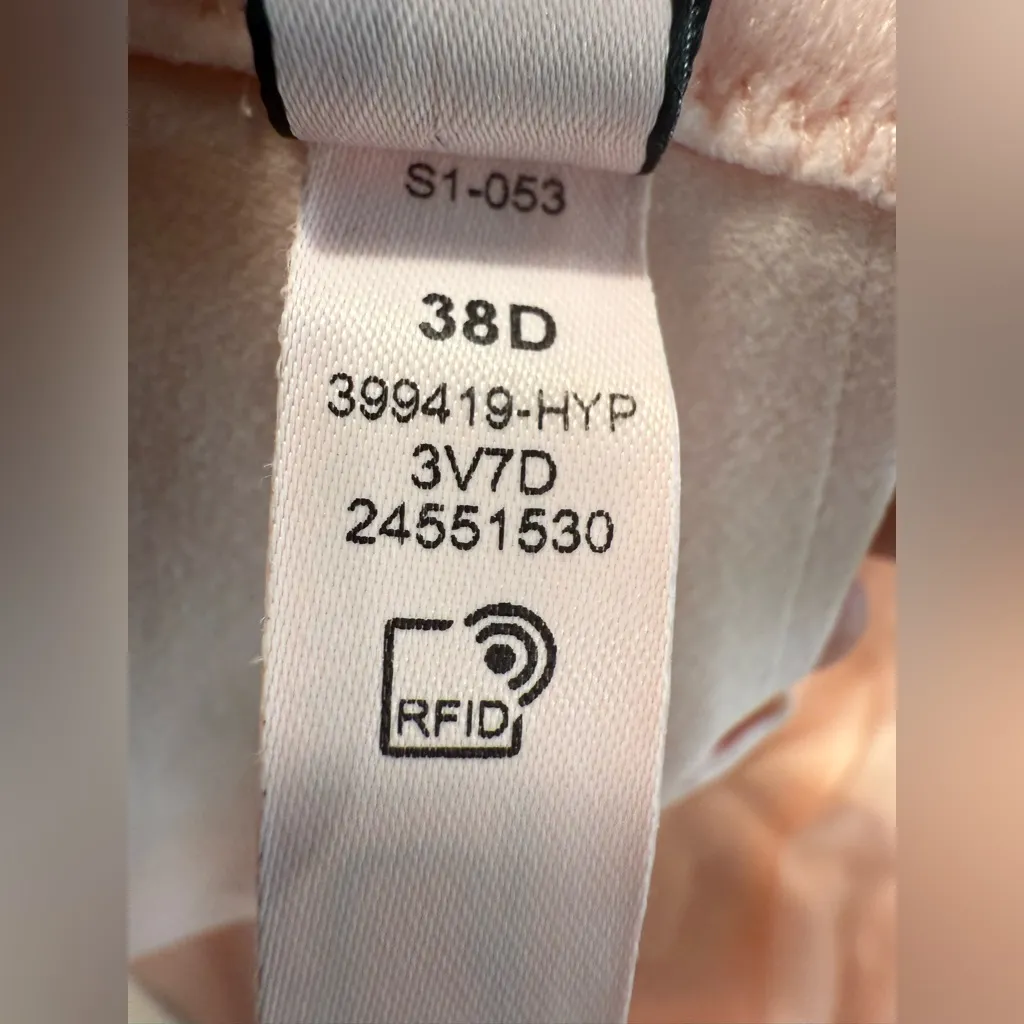 S1-053
38D
399419-HYP
3V7D
24551530
RFID